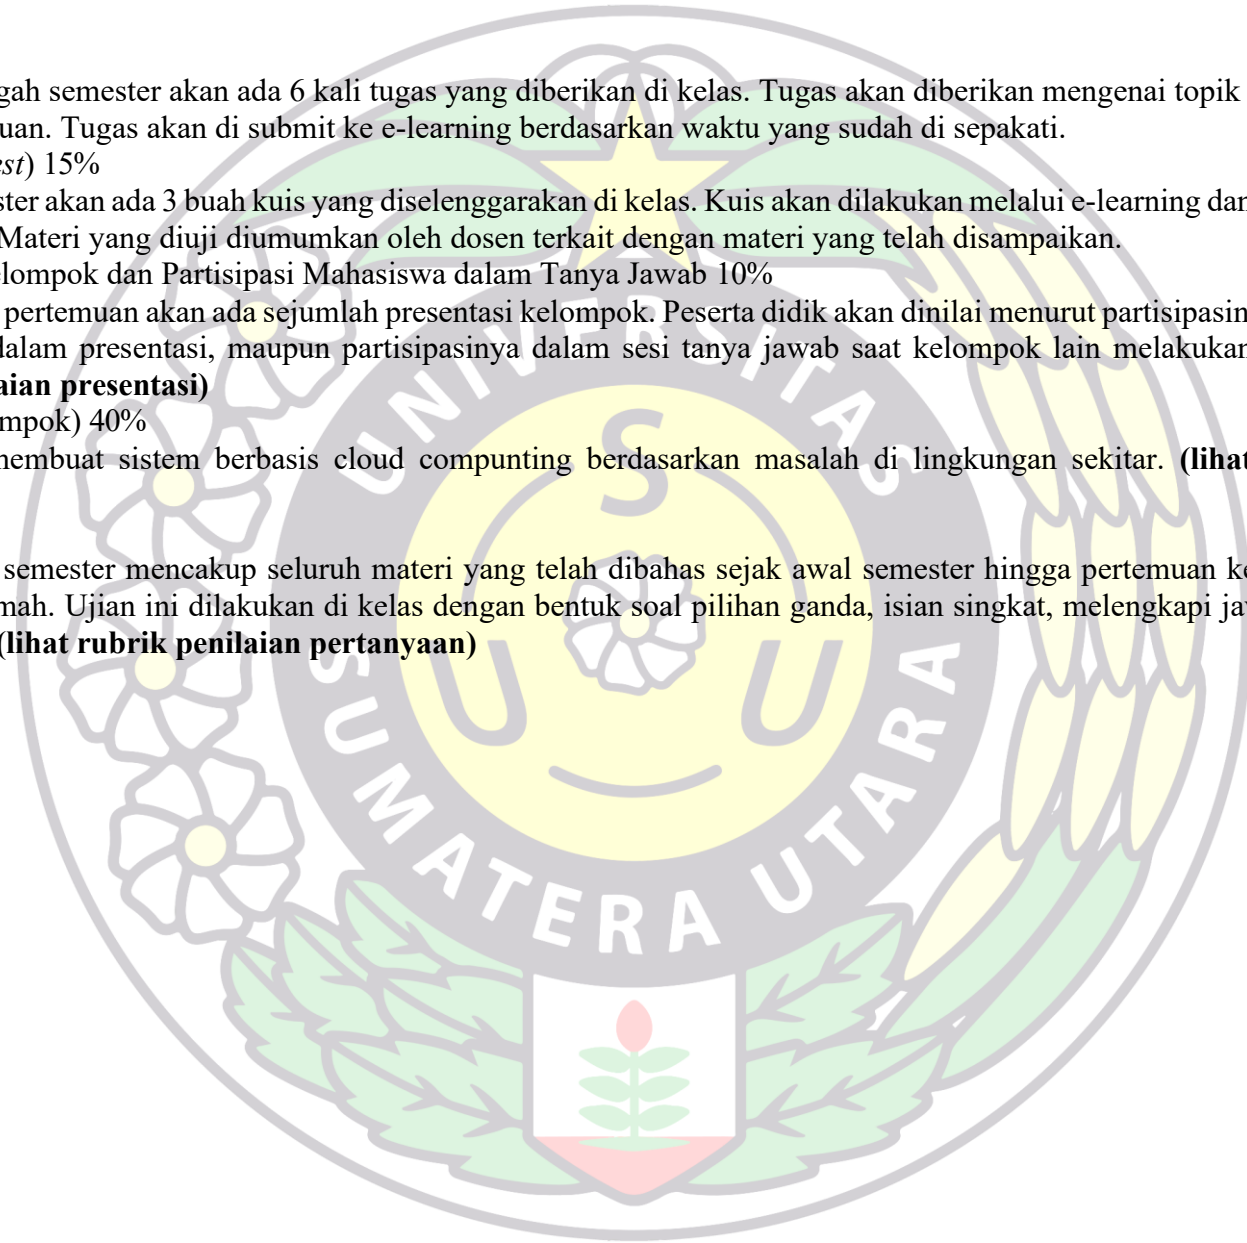 gah semester akan ada 6 kali tugas yang diberikan di kelas. Tugas akan diberikan mengenai topik
uan. Tugas akan di submit ke e-learning berdasarkan waktu yang sudah di sepakati.
est) 15%
ster akan ada 3 buah kuis yang diselenggarakan di kelas. Kuis akan dilakukan melalui e-learning dan
Materi yang diuji diumumkan oleh dosen terkait dengan materi yang telah disampaikan.
elompok dan Partisipasi Mahasiswa dalam Tanya Jawab 10%
pertemuan akan ada sejumlah presentasi kelompok. Peserta didik akan dinilai menurut partisipasin
dalam presentasi, maupun partisipasinya dalam sesi tanya jawab saat kelompok lain melakukan
aian presentasi)
mpok) 40%
membuat sistem berbasis cloud compunting berdasarkan masalah di lingkungan sekitar. (lihat
semester mencakup seluruh materi yang telah dibahas sejak awal semester hingga pertemuan ke
mah. Ujian ini dilakukan di kelas dengan bentuk soal pilihan ganda, isian singkat, melengkapi jav
(lihat rubrik penilaian pertanyaan)
UNIVERSITAS
SUMATERA UTARA
U S U